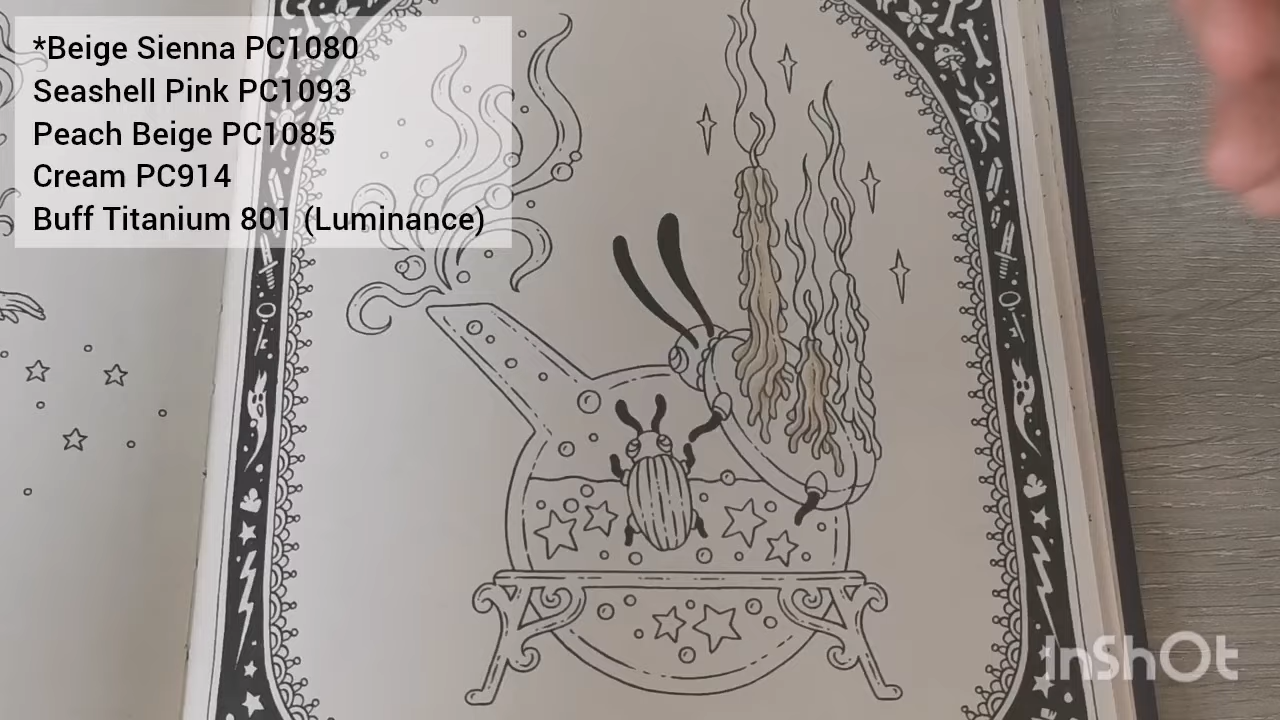 *Beige Sienna PC1080
Seashell Pink PC1093
Peach Beige PC1085
Cream PC914
Buff Titanium 801 (Luminance)
InShOt